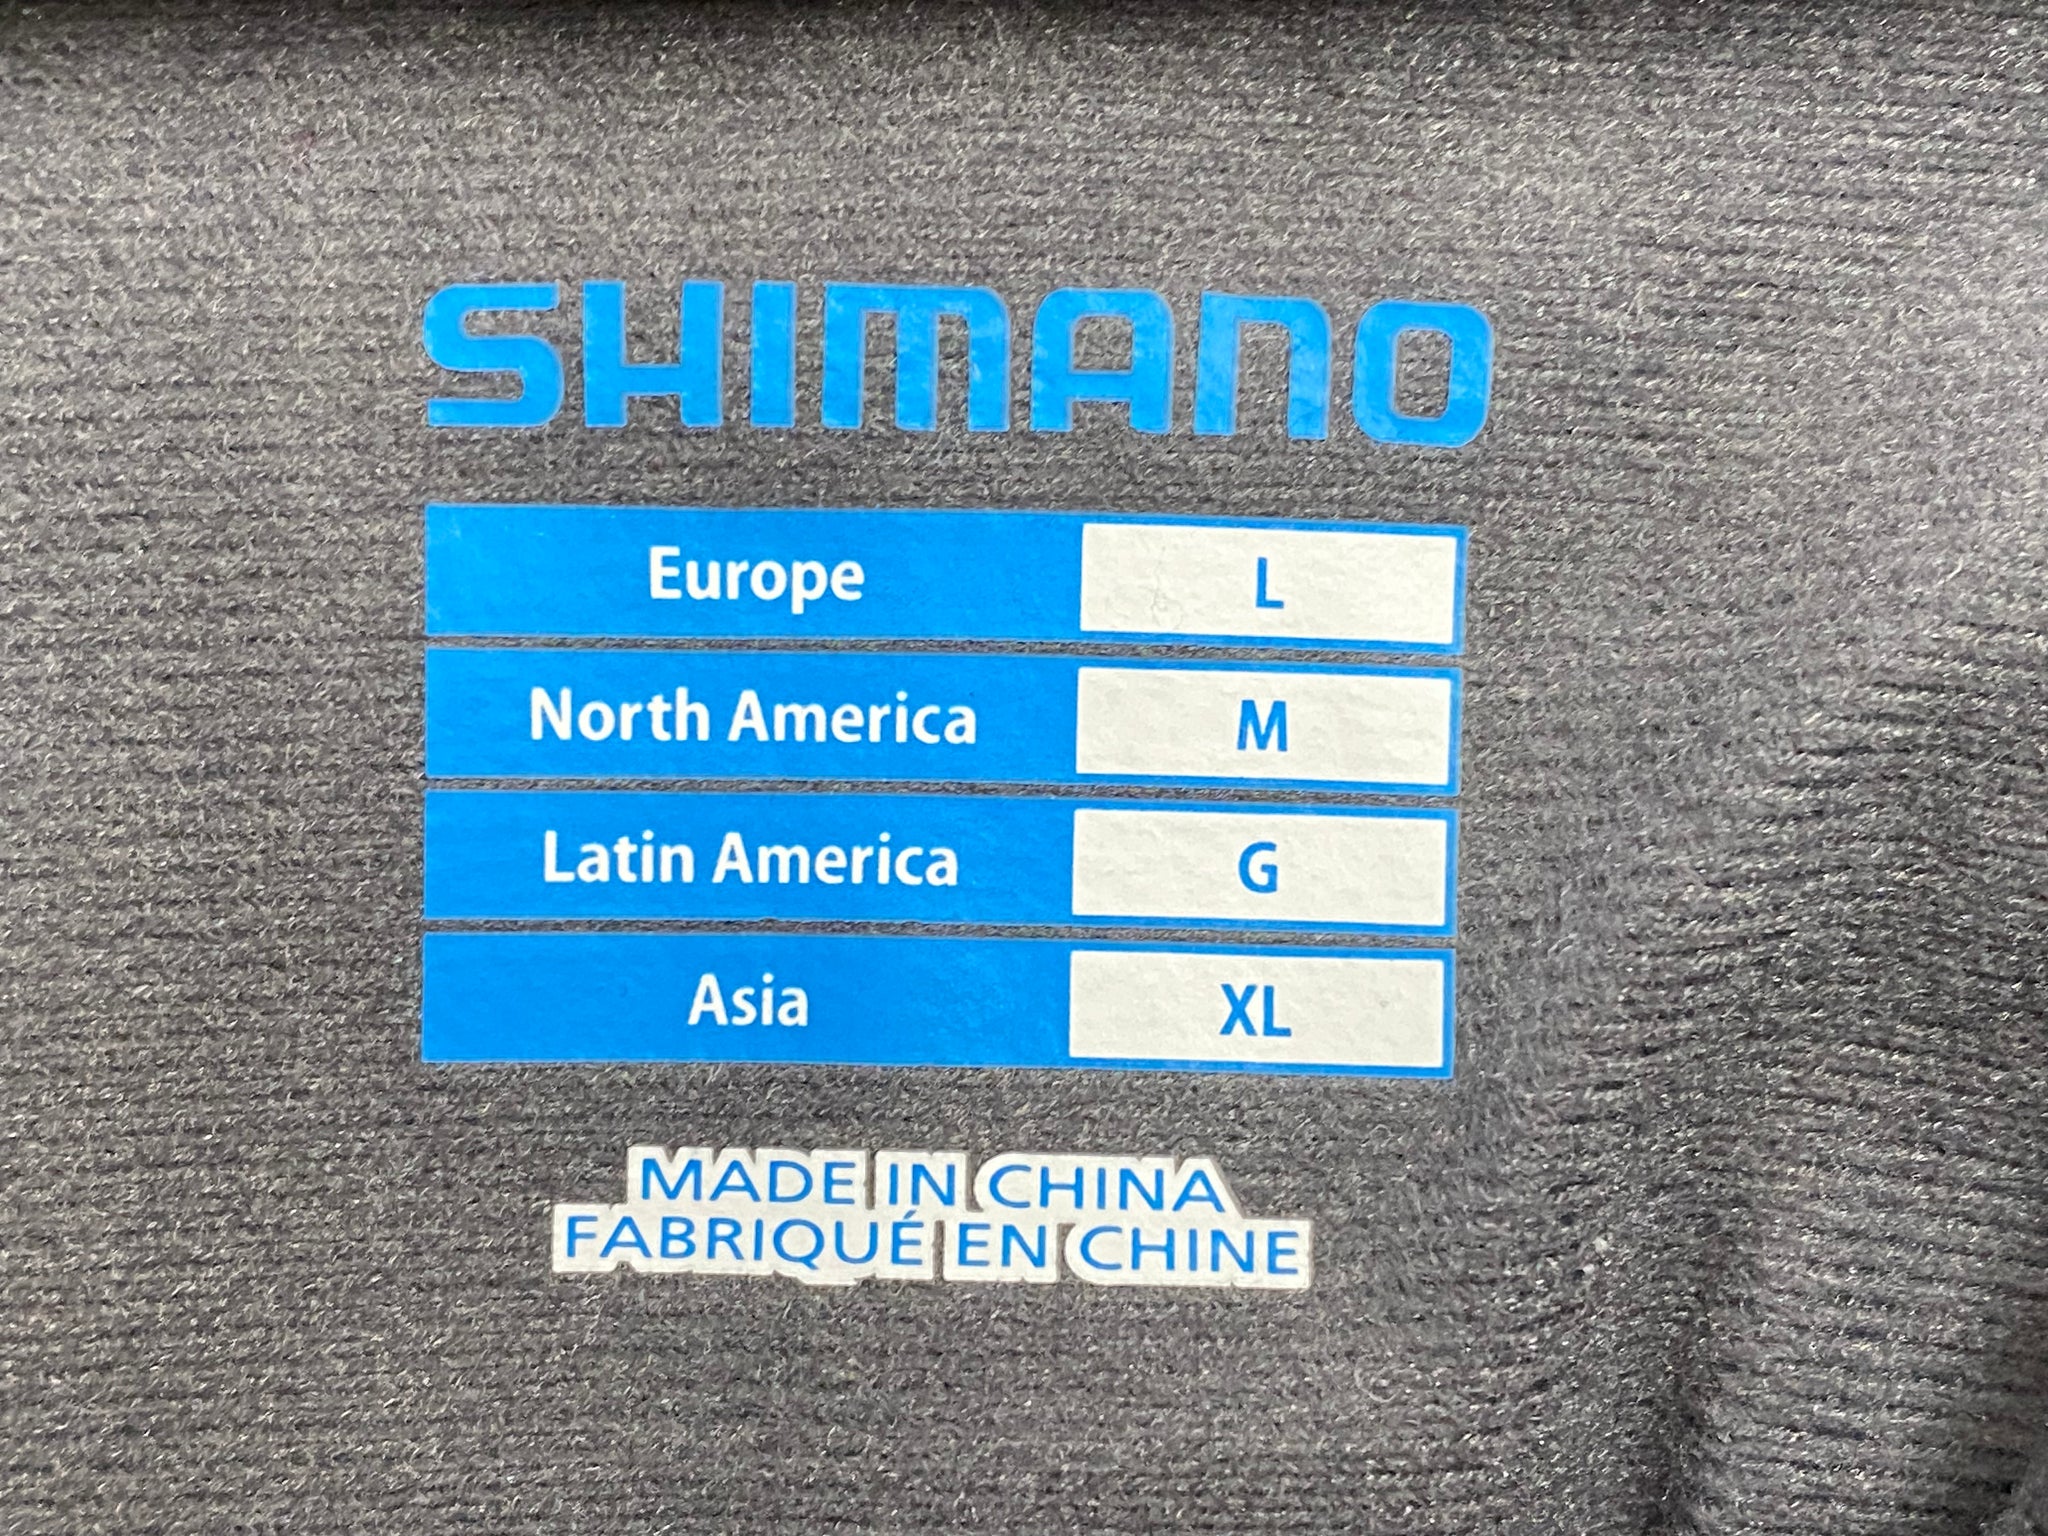 SHIMANO
Europe L
North America M
Latin America G
Asia XL
MADE IN CHINA
FABRIQUÉ EN CHINE